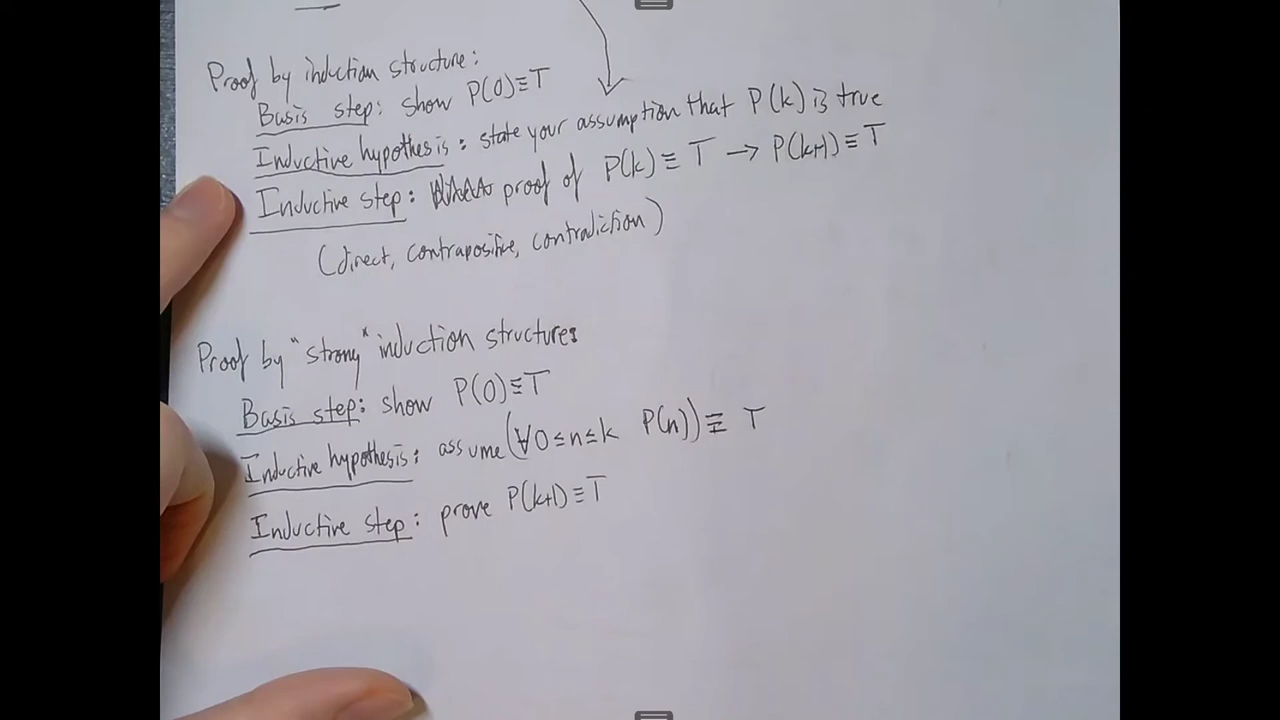 Proof by induction structure:
Basis step: show P(0)≡T
Inductive hypothesis: state your assumption that P(k) is true
Inductive step: proof of P(k)≡T → P(k+1)≡T
(direct, contrapositive, contradiction)
Proof by "strong" induction structure:
Basis step: show P(0)≡T
Inductive hypothesis: assume (∀0≤n≤k P(n)) ≡ T
Inductive step: prove P(k+1)≡T